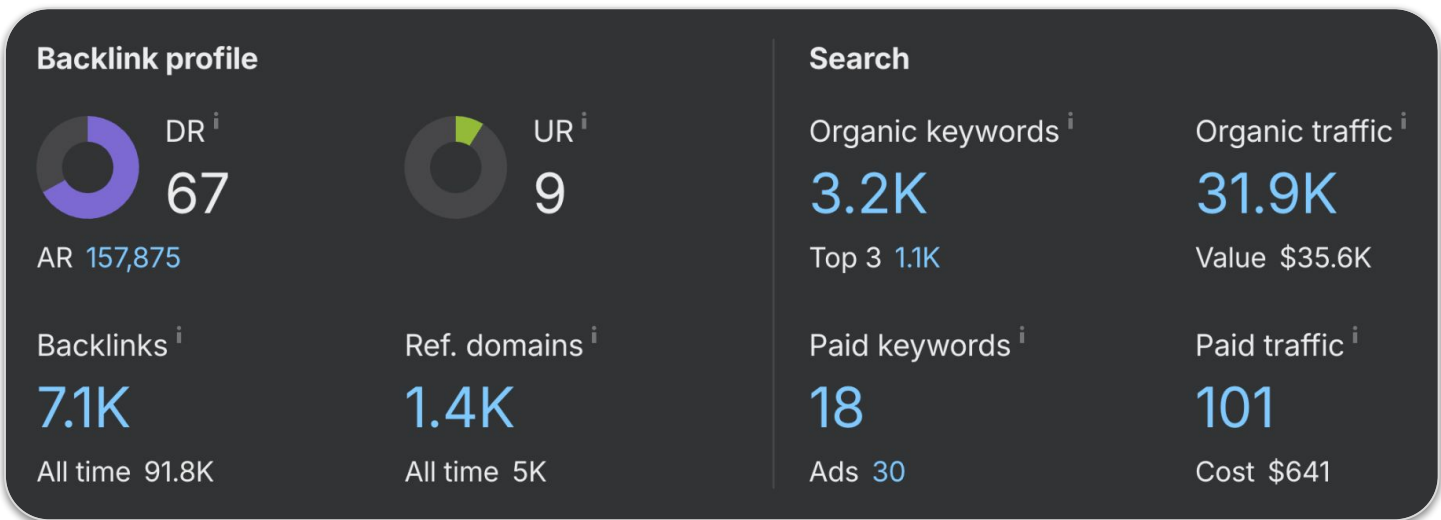 Backlink profile
DR i
67
AR 157,875
UR i
9
Backlinks i
7.1K
All time 91.8K
Ref. domains i
1.4K
All time 5K
Search
Organic keywords i
3.2K
Top 3 1.1K
Organic traffic i
31.9K
Value $35.6K
Paid keywords i
18
Ads 30
Paid traffic i
101
Cost $641